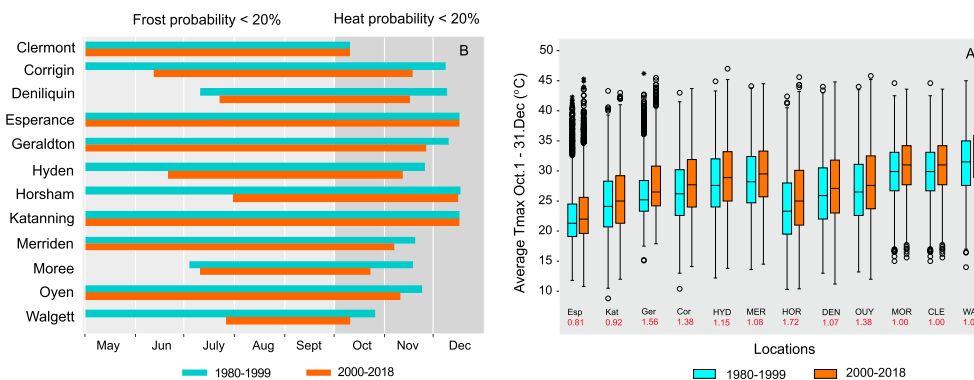 Frost probability < 20%
Heat probability < 20%
B
Clermont
Corrigin
Deniliquin
Esperance
Geraldton
Hyden
Horsham
Katanning
Merriden
Moree
Oyen
Walgett
May Jun July Aug Sept Oct Nov Dec
1980-1999 2000-2018
A
Average Tmax Oct.1 - 31.Dec (°C)
50
45
40
35
30
25
20
15
10
Esp Kat Ger Cor HYD MER HOR DEN OUY MOR CLE WA
0.81 0.92 1.56 1.38 1.15 1.08 1.72 1.07 1.38 1.00 1.00 1.0
Locations
1980-1999 2000-2018